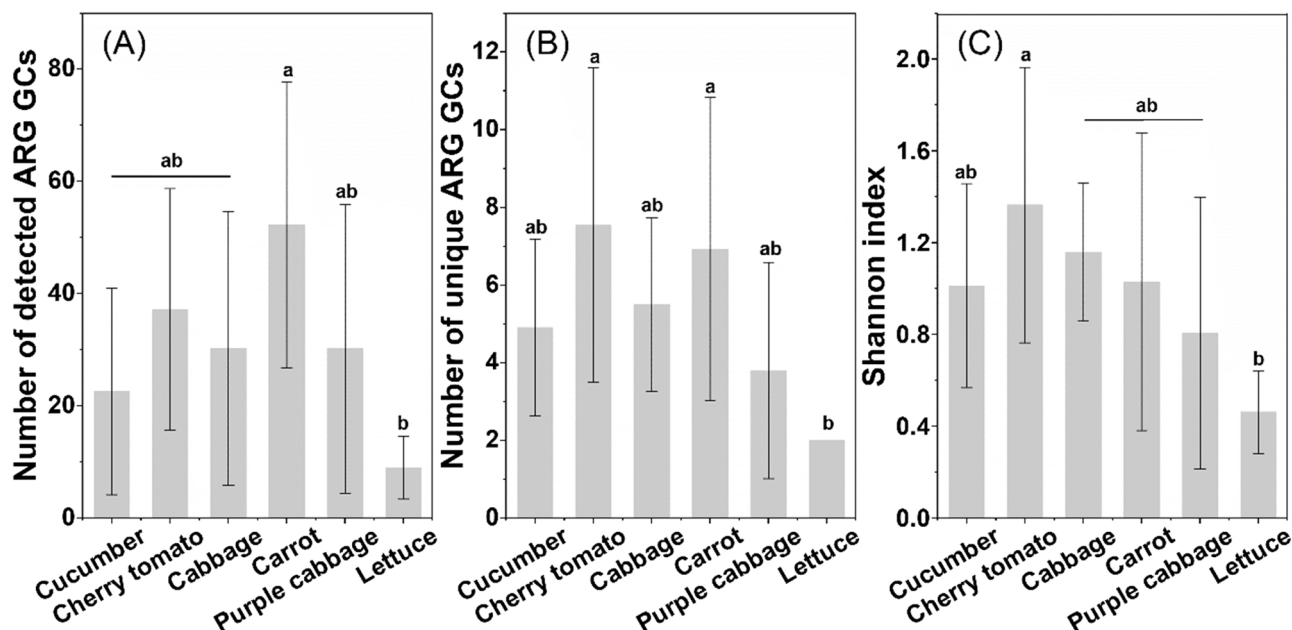 (A)
Number of detected ARG GCs
80
60
40
20
0
ab
a
ab
b
Cucumber
Cherry tomato
Cabbage
Carrot
Purple cabbage
Lettuce
(B)
Number of unique ARG GCs
12
10
8
6
4
2
0
ab
a
ab
a
ab
b
Cucumber
Cherry tomato
Cabbage
Carrot
Purple cabbage
Lettuce
(C)
Shannon index
2.0
1.6
1.2
0.8
0.4
0.0
ab
a
ab
b
Cucumber
Cherry tomato
Cabbage
Carrot
Purple cabbage
Lettuce